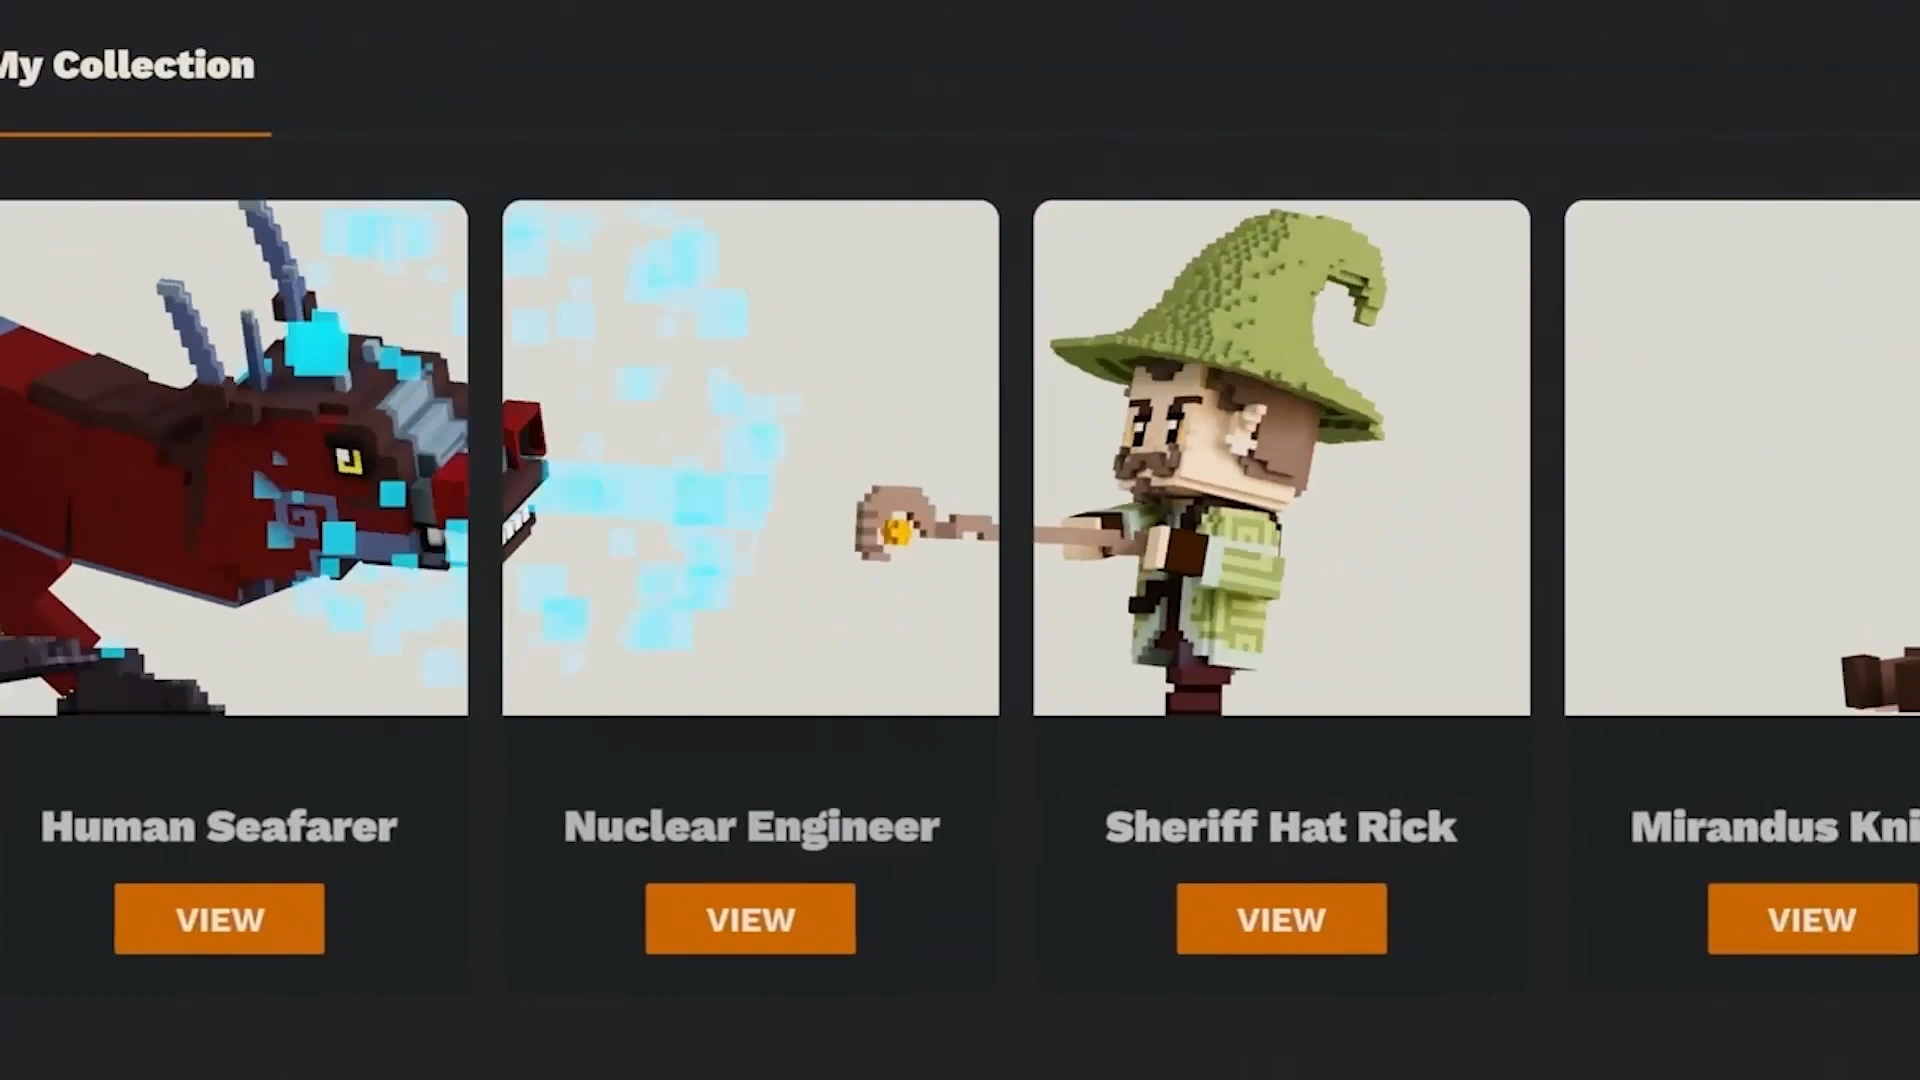 My Collection
Human Seafarer
Nuclear Engineer
Sheriff Hat Rick
Mirandus Kni
VIEW
VIEW
VIEW
VIEW